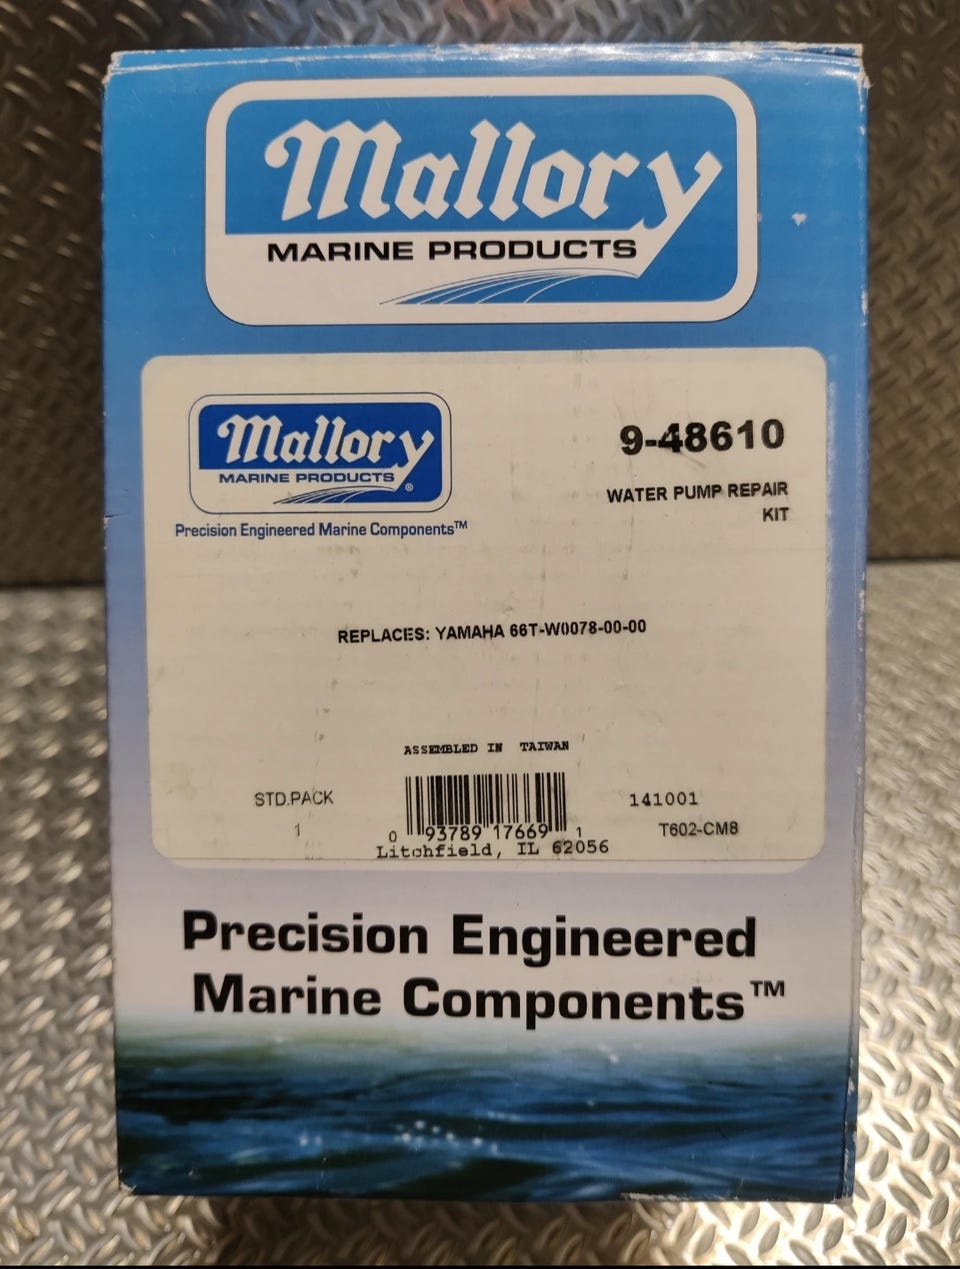 Mallory
MARINE PRODUCTS
Mallory
MARINE PRODUCTS ®
Precision Engineered Marine Components™
9-48610
WATER PUMP REPAIR
KIT
REPLACES: YAMAHA 66T-W0078-00-00
ASSEMBLED IN TAIWAN
STD.PACK
1
0 93789 17669 1
Litchfield, IL 62056
141001
T602-CM8
Precision Engineered
Marine Components™